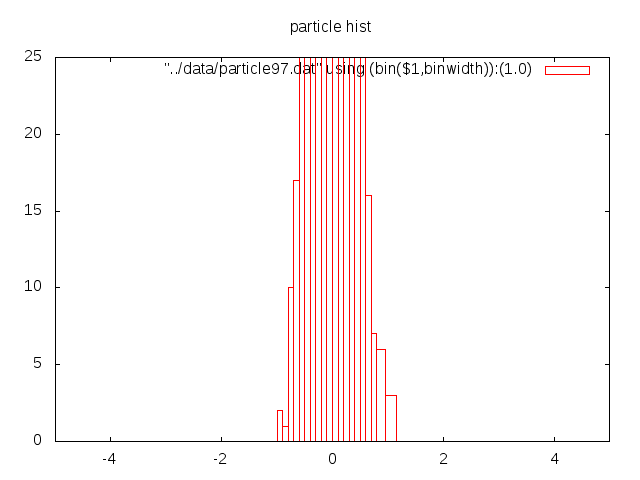 particle hist
"../data/particle97.dat" using (bin($1,binwidth)):(1.0)
25
20
15
10
5
0
-4 -2 0 2 4